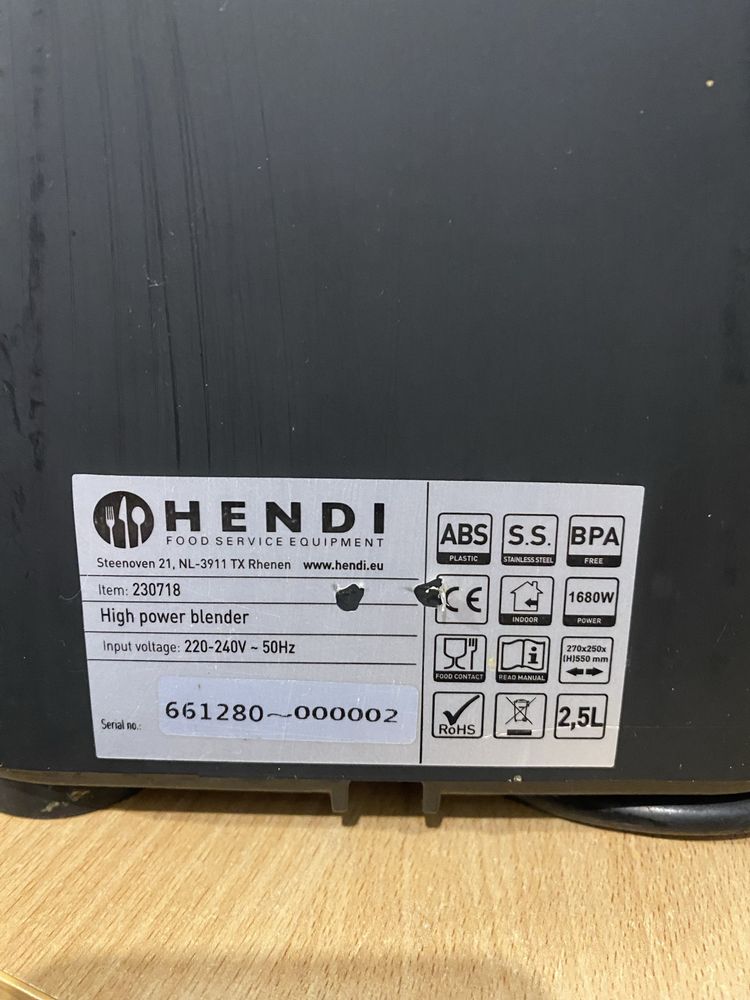 HENDI
FOOD SERVICE EQUIPMENT
Steenoven 21, NL-3911 TX Rhenen www.hendi.eu
Item: 230718
High power blender
Input voltage: 220-240V ~ 50Hz
Serial no.: 661280~000002
ABS
PLASTIC
S.S.
STAINLESS STEEL
BPA
FREE
CE
INDOOR
1680W
POWER
FOOD CONTACT
READ MANUAL
270x250x
(H)550 mm
RoHS
2,5L